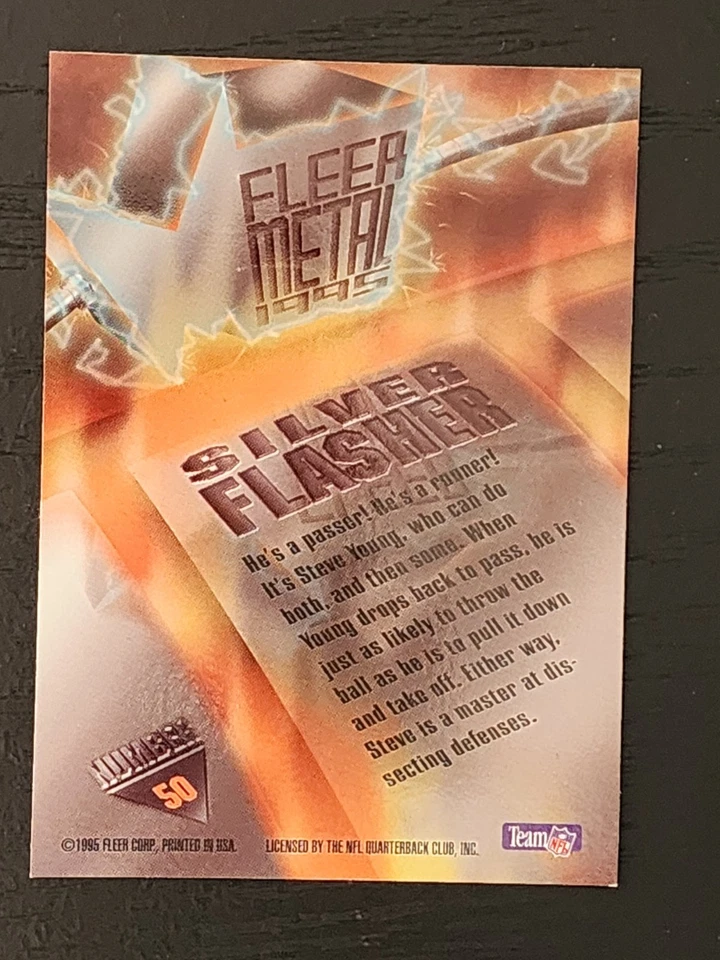 FLEER
METAL
1995
SILVER
FLASHER
He's a passer! He's a runner!
It's Steve Young, who can do
both, and then some. When
Young drops back to pass, he is
just as likely to throw the
ball as he is to pull it down
and take off. Either way,
Steve is a master at dis-
secting defenses.
NUMBER
50
©1995 FLEER CORP., PRINTED IN USA. LICENSED BY THE NFL QUARTERBACK CLUB, INC.
Team NFL